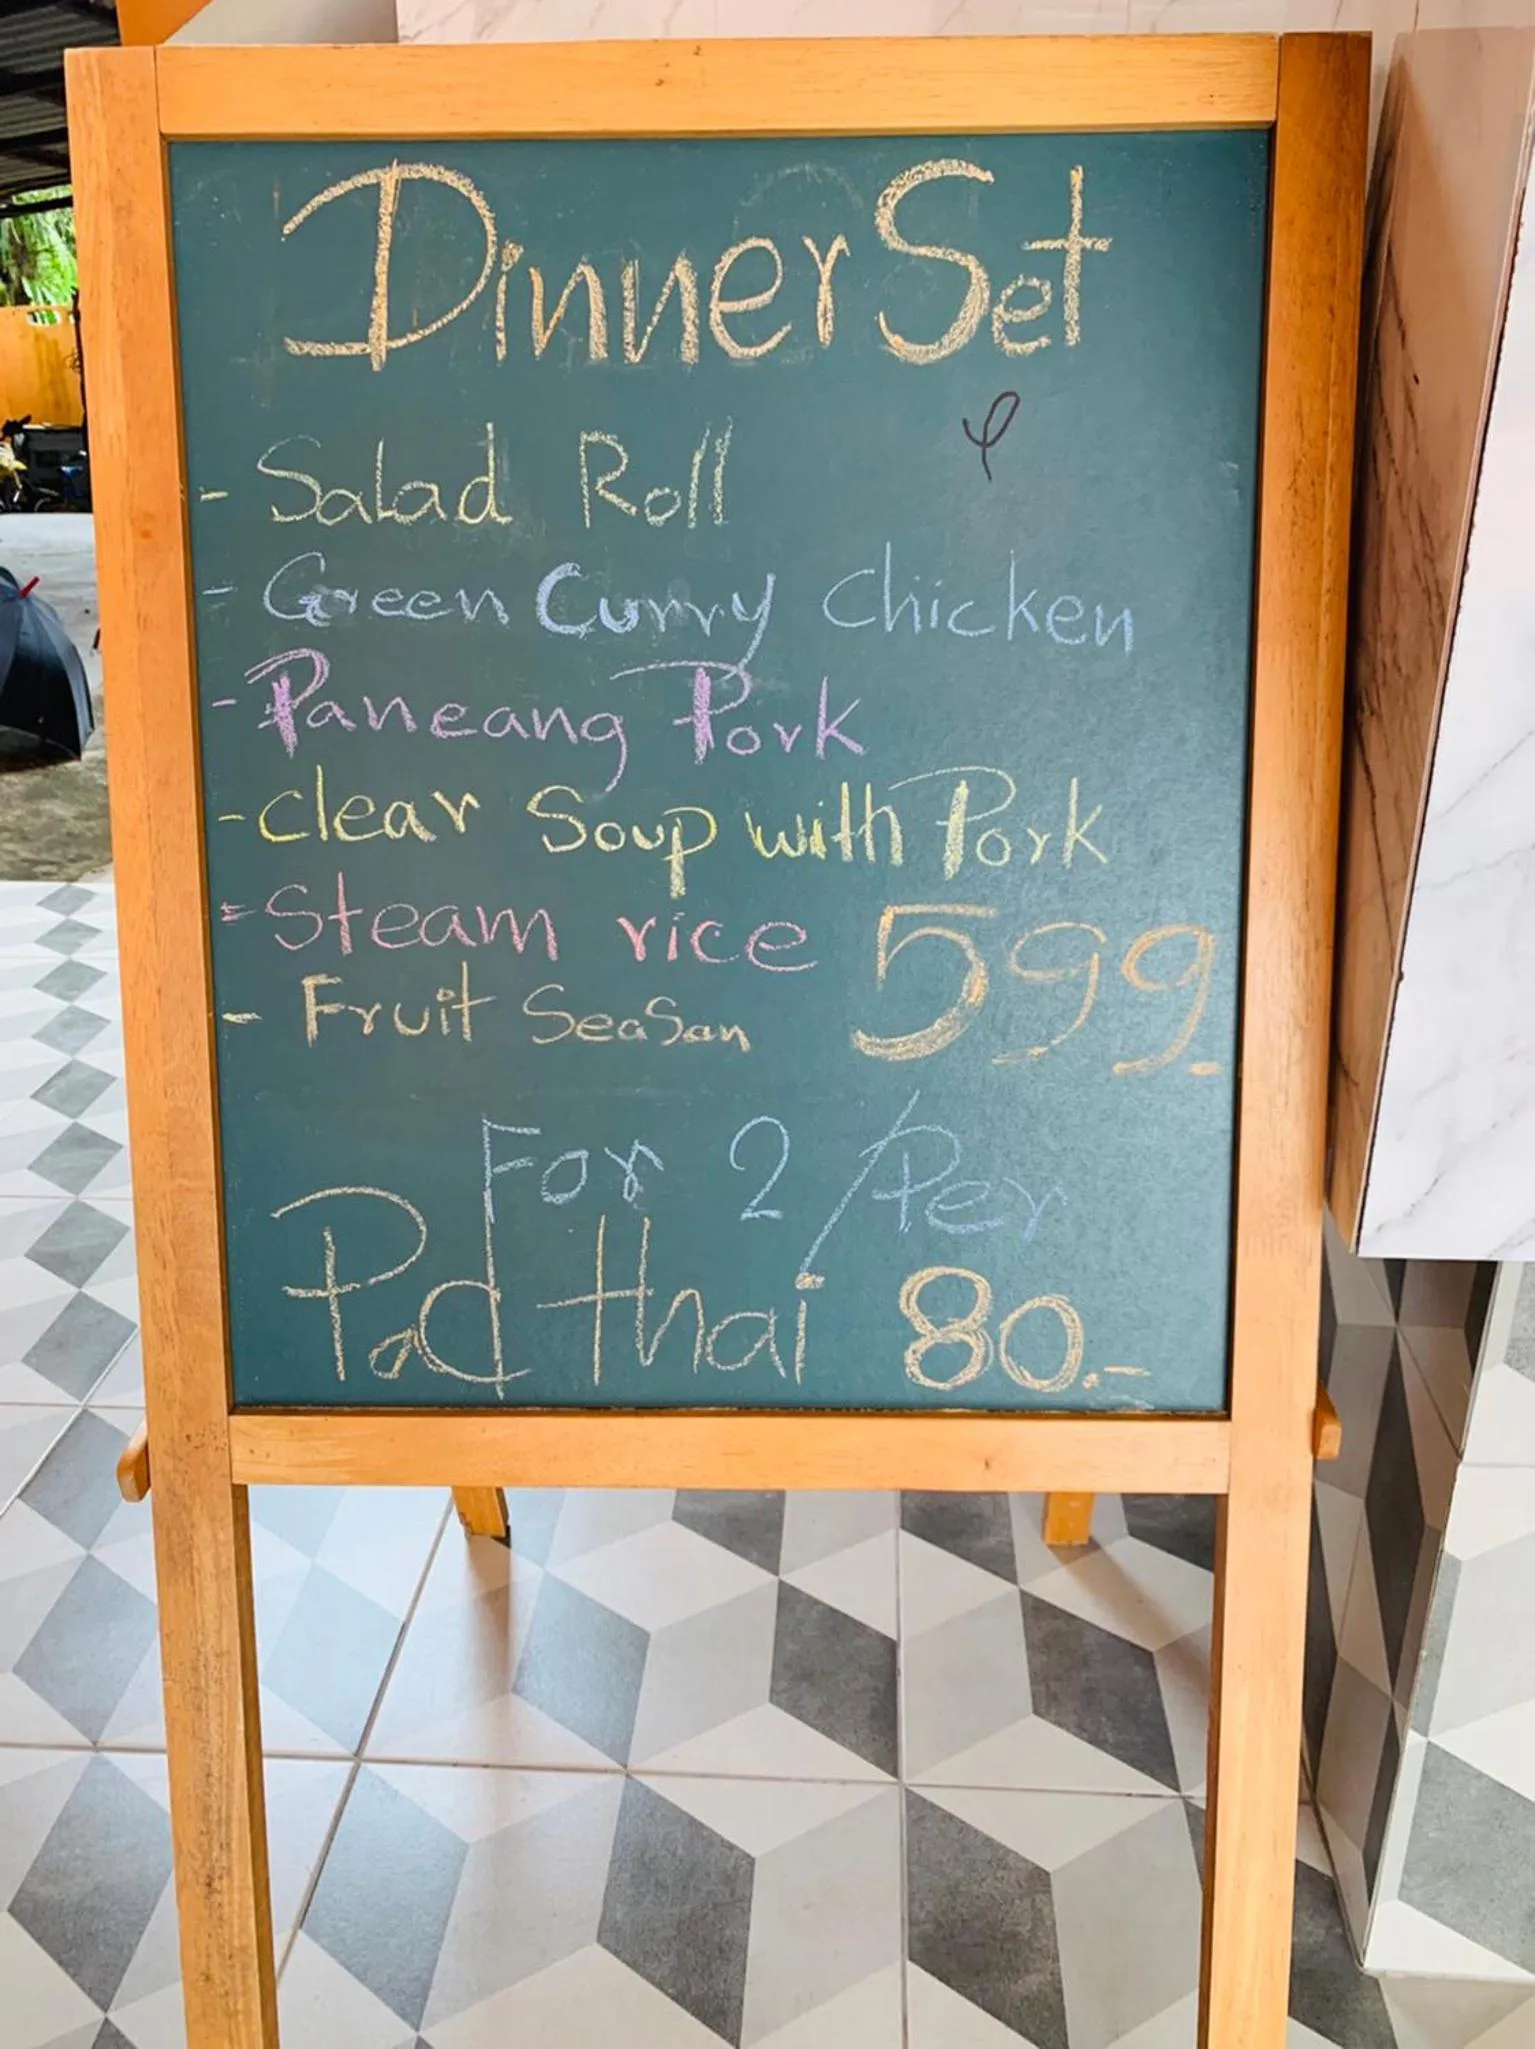 Dinner Set
- Salad Roll
- Green Curry Chicken
- Paneang Pork
- clear Soup with Pork
- Steam rice 599.-
- Fruit SeaSan
For 2 / Per
Pad thai 80.-